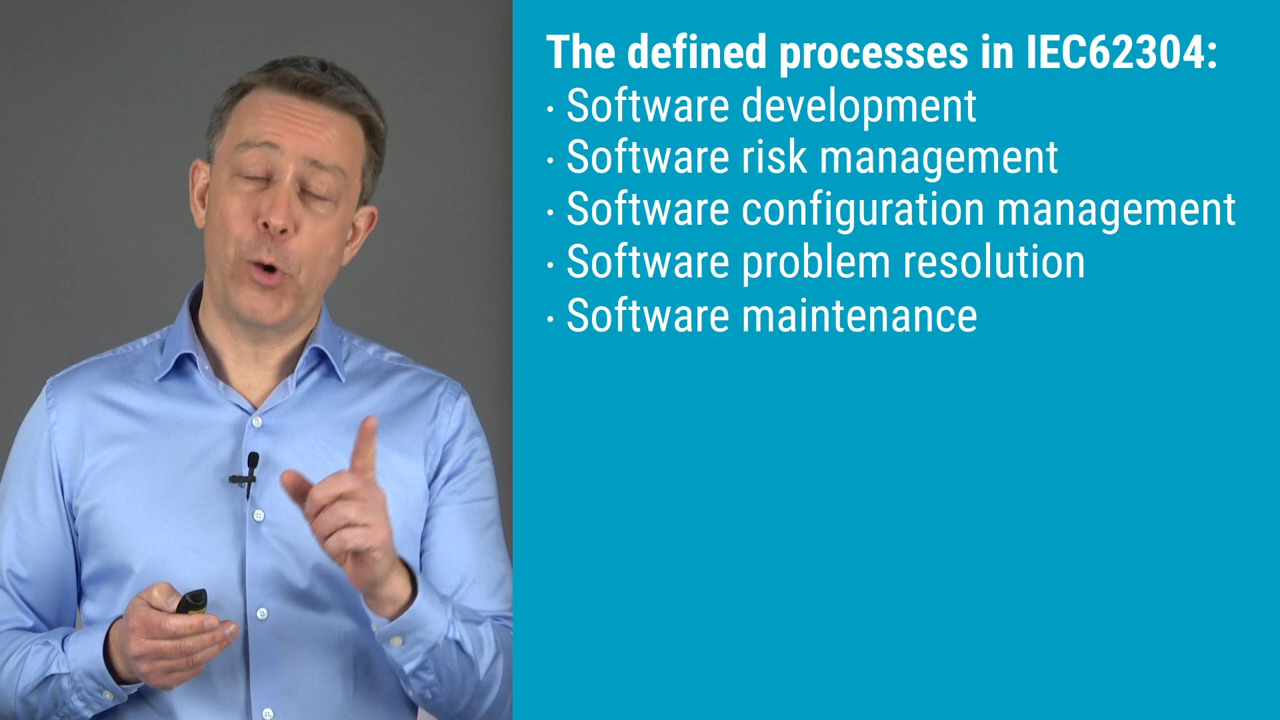 The defined processes in IEC62304:
· Software development
· Software risk management
· Software configuration management
· Software problem resolution
· Software maintenance